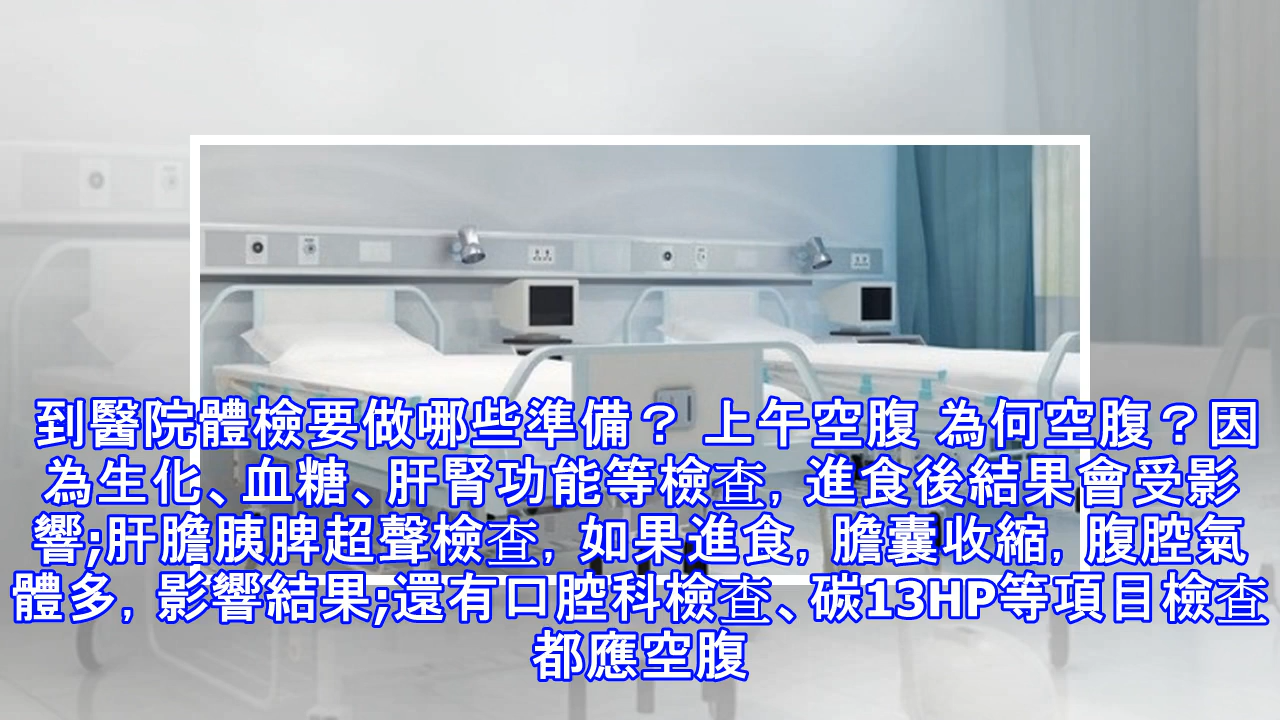 到醫院體檢要做哪些準備？ 上午空腹 為何空腹？因
為生化、血糖、肝腎功能等檢查，進食後結果會受影
響;肝膽胰脾超聲檢查，如果進食，膽囊收縮，腹腔氣
體多，影響結果;還有口腔科檢查、碳13HP等項目檢查
都應空腹